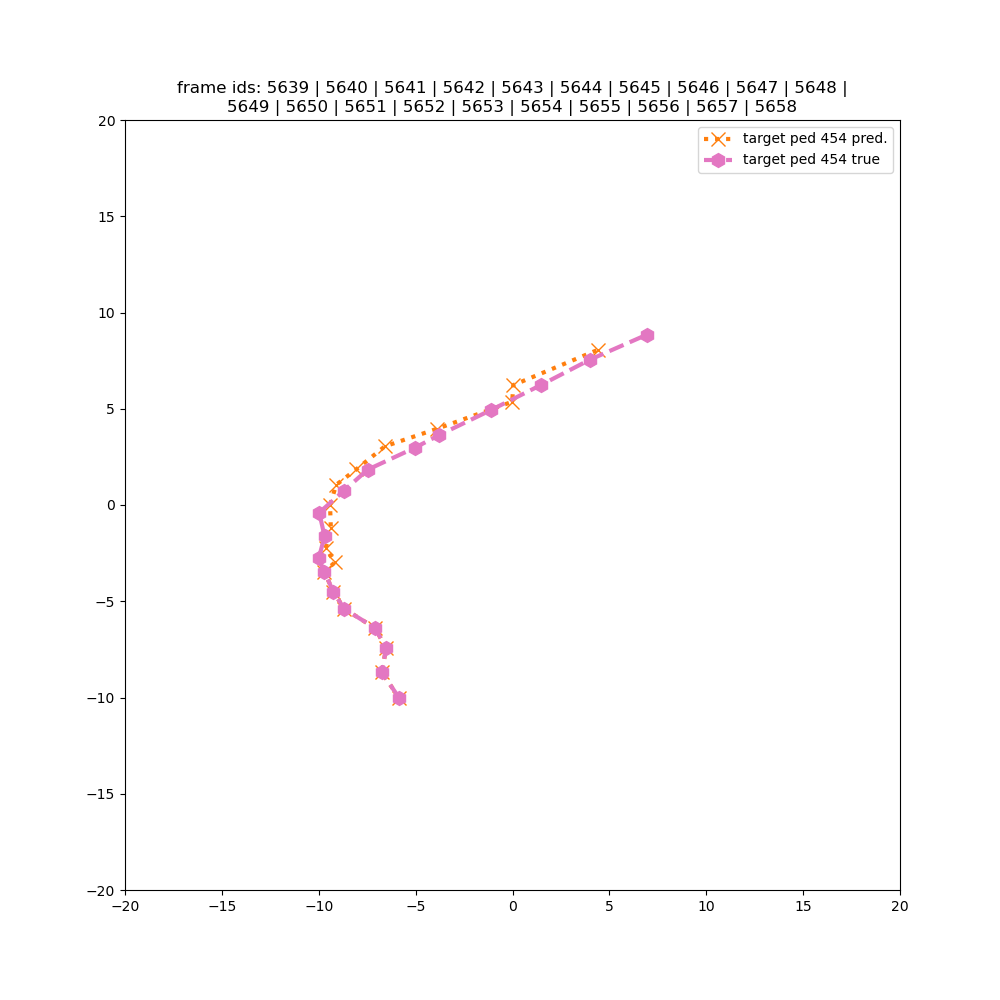 frame ids: 5639 | 5640 | 5641 | 5642 | 5643 | 5644 | 5645 | 5646 | 5647 | 5648 |
5649 | 5650 | 5651 | 5652 | 5653 | 5654 | 5655 | 5656 | 5657 | 5658
target ped 454 pred.
target ped 454 true
20
15
10
5
0
−5
−10
−15
−20
−20 −15 −10 −5 0 5 10 15 20